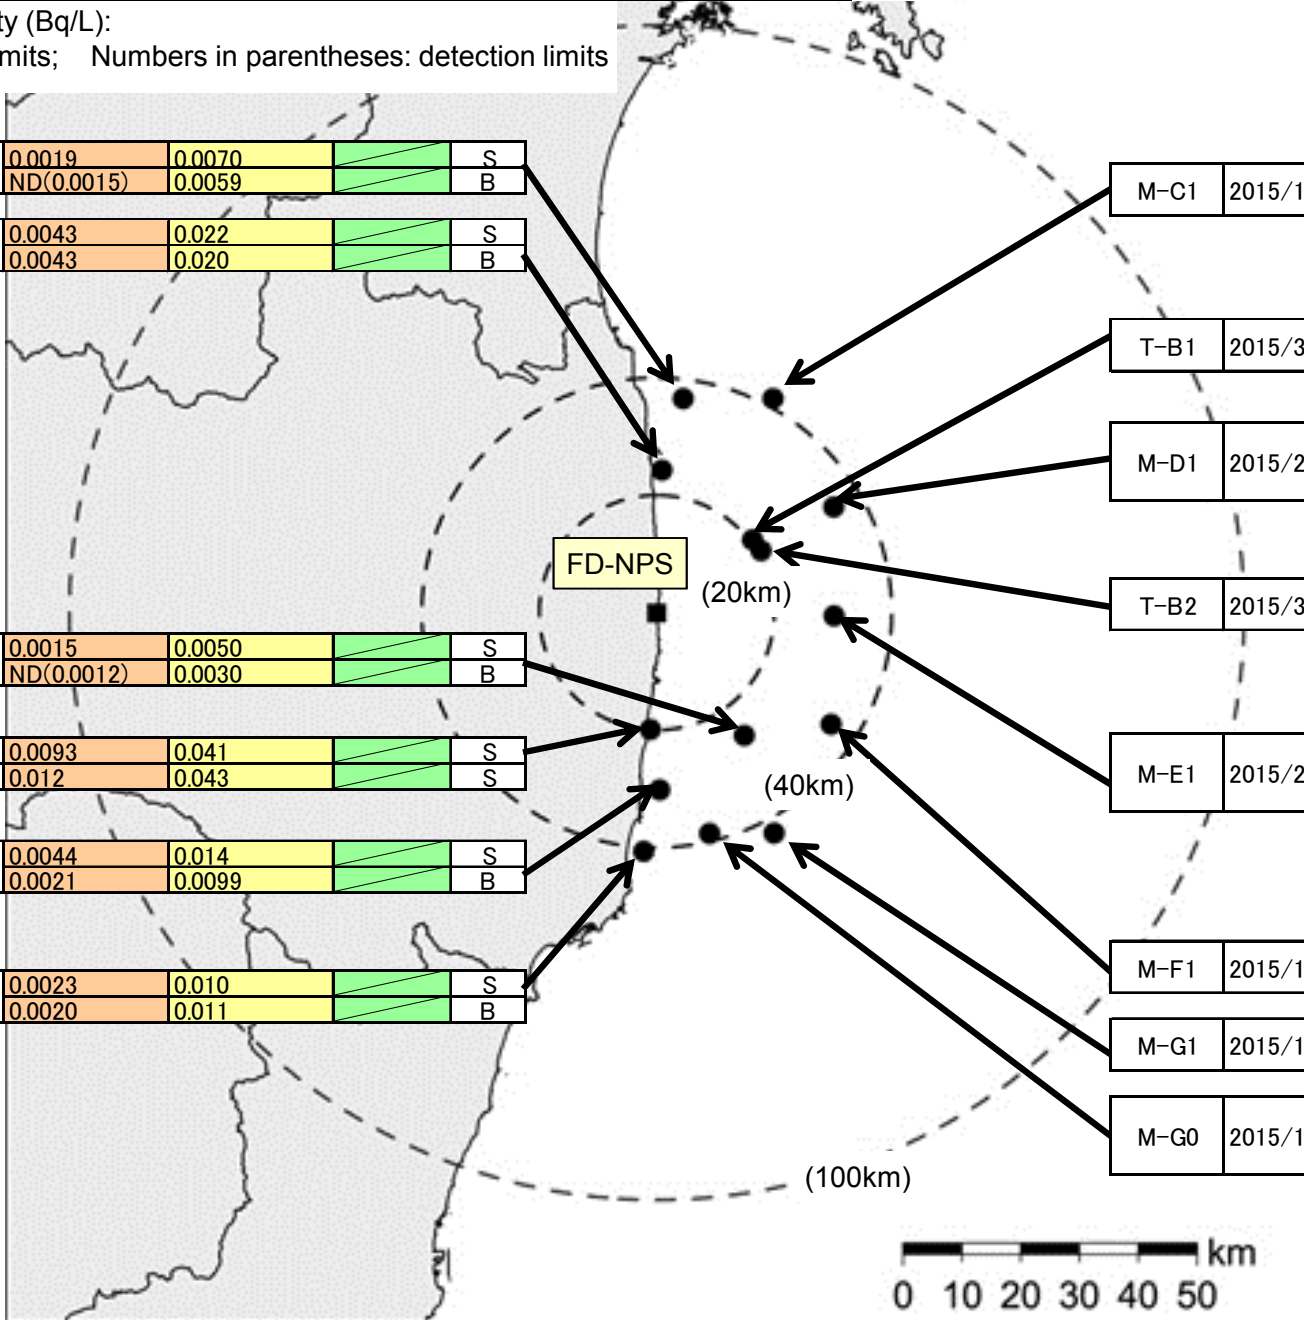 ty (Bq/L):
mits; Numbers in parentheses: detection limits
0.0019 0.0070 S
ND(0.0015) 0.0059 B
M-C1 2015/1
0.0043 0.022 S
0.0043 0.020 B
T-B1 2015/3
M-D1 2015/2
FD-NPS
(20km)
T-B2 2015/3
0.0015 0.0050 S
ND(0.0012) 0.0030 B
0.0093 0.041 S
0.012 0.043 S
M-E1 2015/2
(40km)
0.0044 0.014 S
0.0021 0.0099 B
M-F1 2015/1
0.0023 0.010 S
0.0020 0.011 B
M-G1 2015/1
M-G0 2015/1
(100km)
km
0 10 20 30 40 50